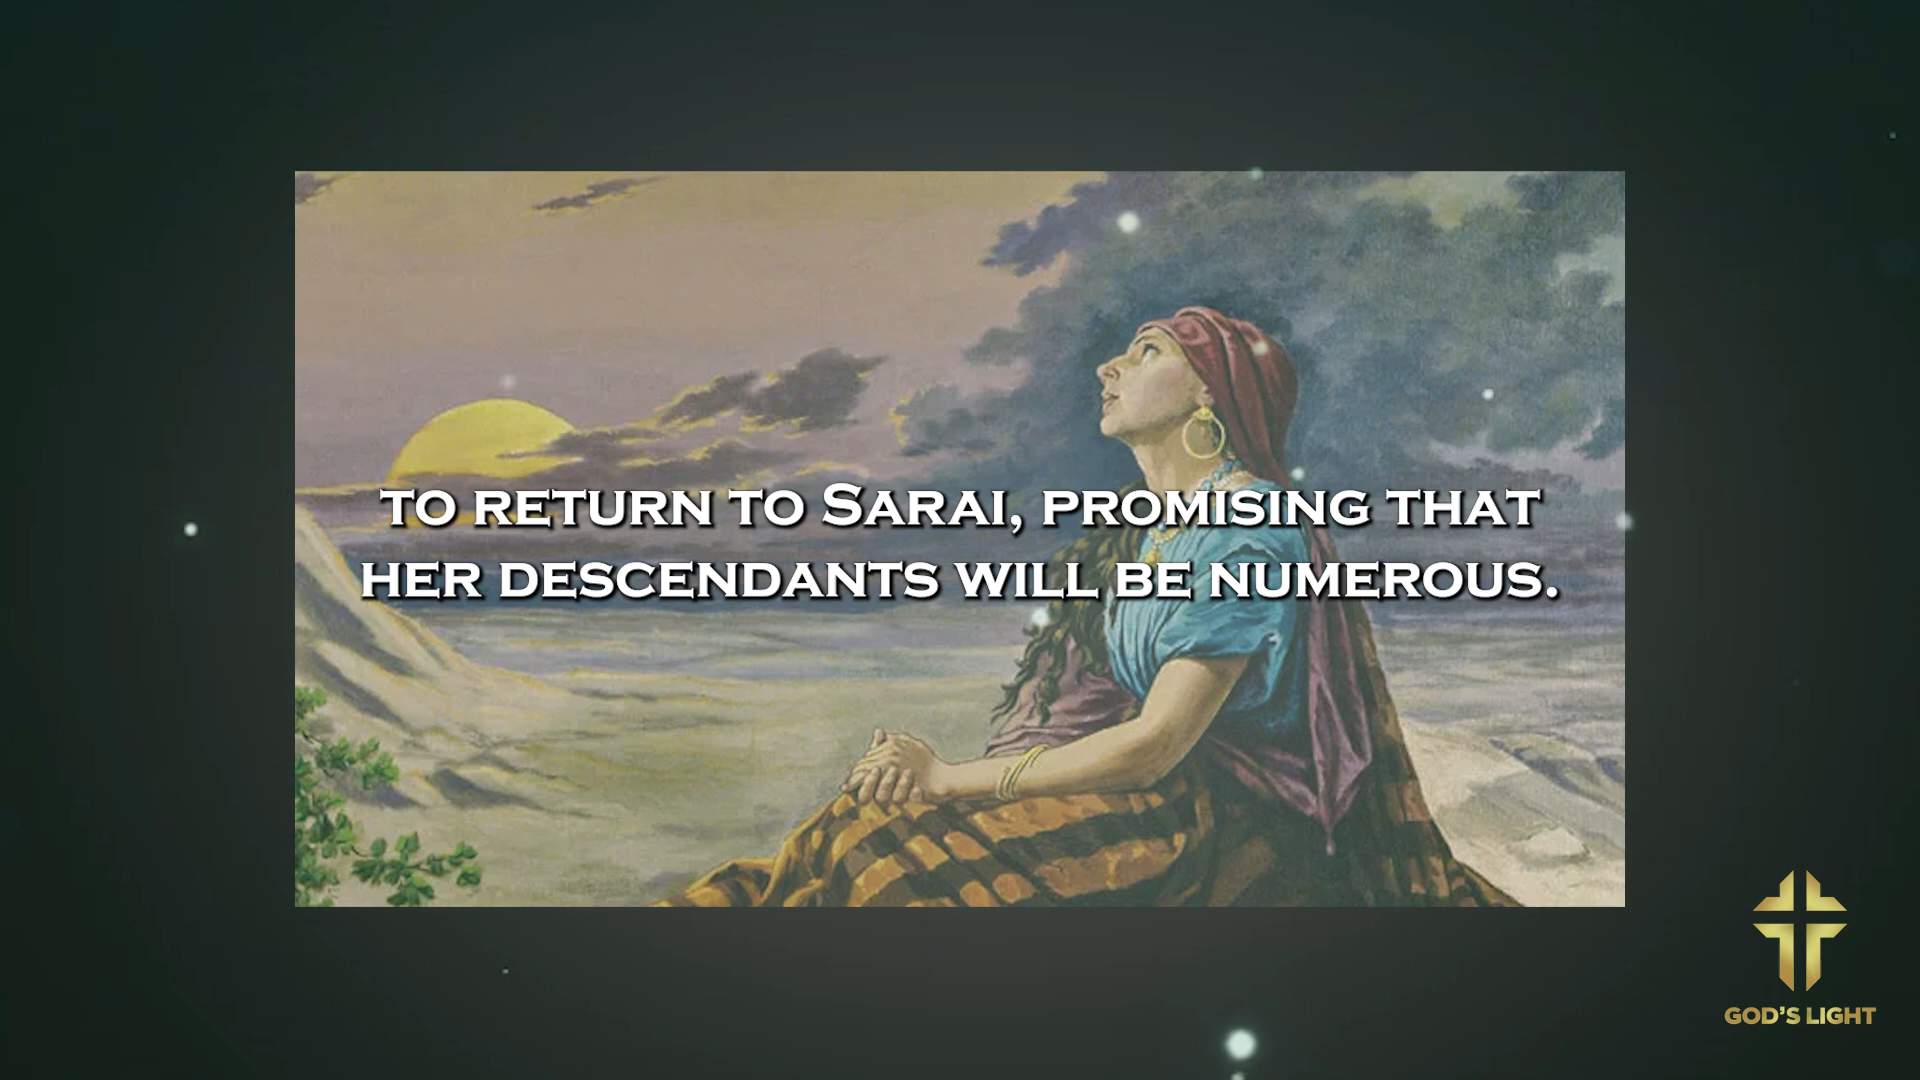 to return to Sarai, promising that
her descendants will be numerous.
GOD'S LIGHT